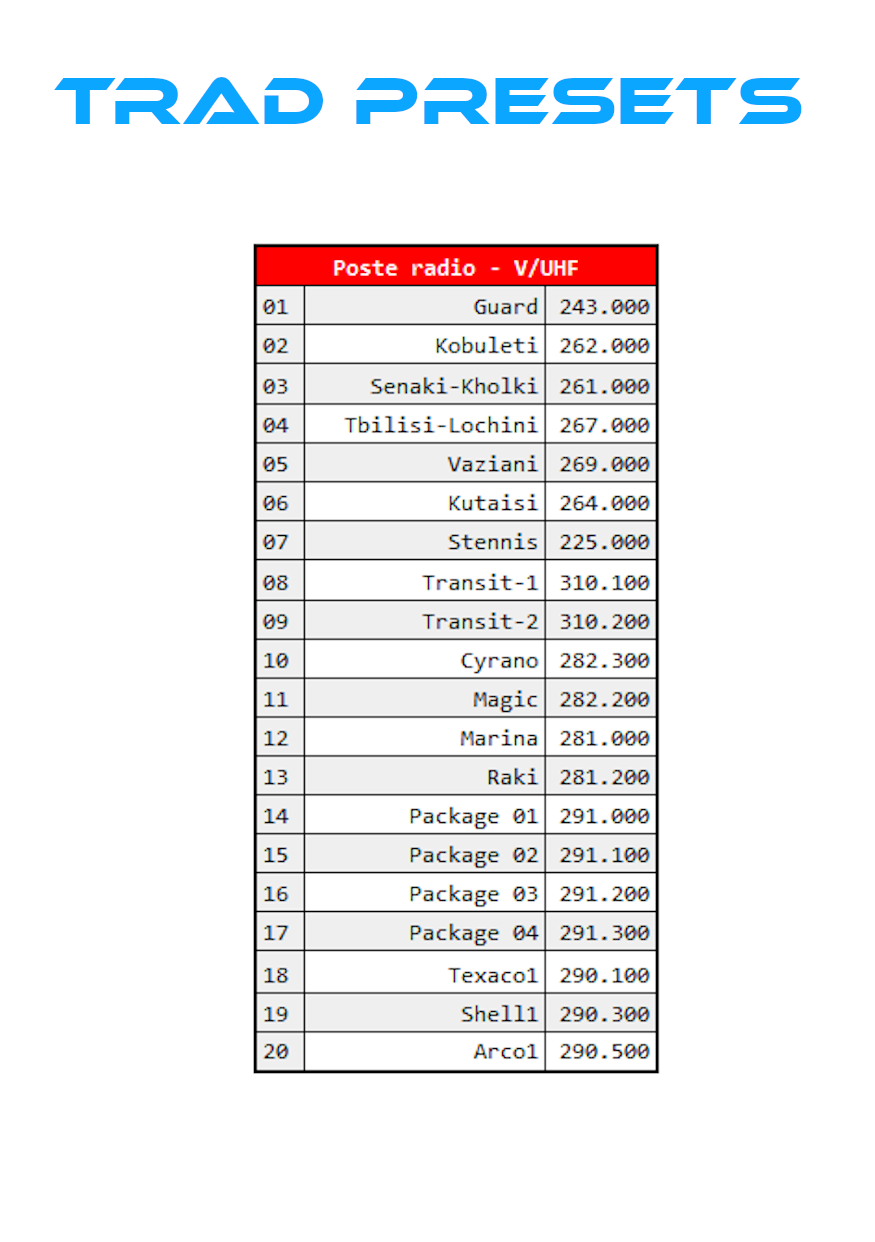 TRAD PRESETS
Poste radio - V/UHF
01 Guard 243.000
02 Kobuleti 262.000
03 Senaki-Kholki 261.000
04 Tbilisi-Lochini 267.000
05 Vaziani 269.000
06 Kutaisi 264.000
07 Stennis 225.000
08 Transit-1 310.100
09 Transit-2 310.200
10 Cyrano 282.300
11 Magic 282.200
12 Marina 281.000
13 Raki 281.200
14 Package 01 291.000
15 Package 02 291.100
16 Package 03 291.200
17 Package 04 291.300
18 Texaco1 290.100
19 Shell1 290.300
20 Arco1 290.500